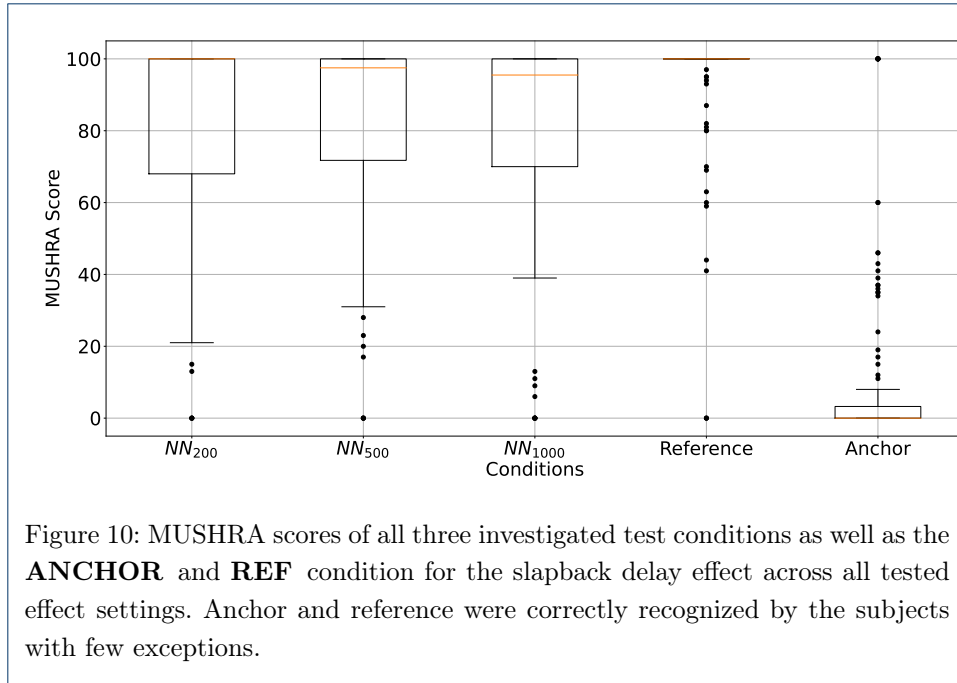 100
80
60
40
20
0
MUSHRA Score
NN200 NN500 NN1000 Reference Anchor
Conditions
Figure 10: MUSHRA scores of all three investigated test conditions as well as the
ANCHOR and REF condition for the slapback delay effect across all tested
effect settings. Anchor and reference were correctly recognized by the subjects
with few exceptions.